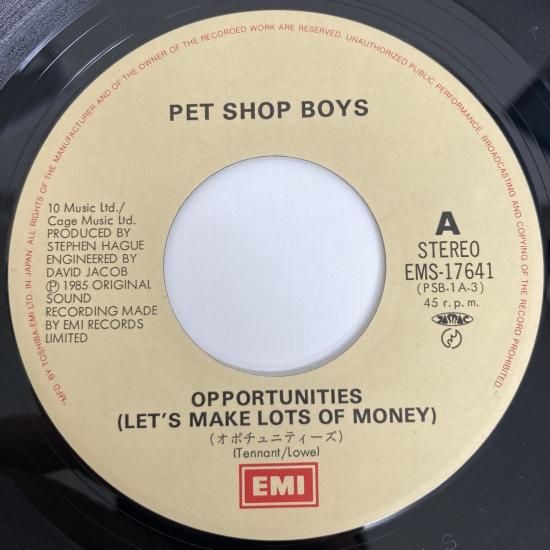 "MFD BY TOSHIBA-EMI LTD. IN JAPAN. ALL RIGHTS OF THE MANUFACTURER AND OF THE OWNER OF THE RECORDED WORK RESERVED. UNAUTHORIZED PUBLIC PERFORMANCE, BROADCASTING AND COPYING OF THE RECORD PROHIBITED."
PET SHOP BOYS
10 Music Ltd./
Cage Music Ltd.
PRODUCED BY
STEPHEN HAGUE
ENGINEERED BY
DAVID JACOB
Ⓟ 1985 ORIGINAL
SOUND
RECORDING MADE
BY EMI RECORDS
LIMITED
A
STEREO
EMS-17641
(PSB-1A-3)
45 r.p.m.
JASRAC
OPPORTUNITIES
(LET'S MAKE LOTS OF MONEY)
(オポチュニティーズ)
(Tennant/Lowe)
EMI